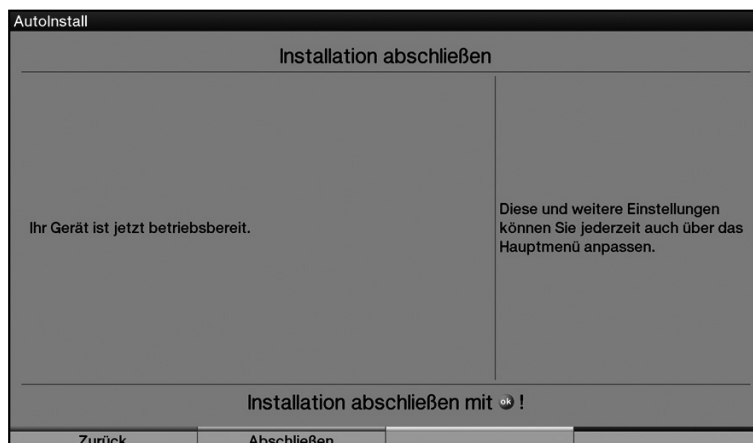 AutoInstall
Installation abschließen
Ihr Gerät ist jetzt betriebsbereit.
Diese und weitere Einstellungen
können Sie jederzeit auch über das
Hauptmenü anpassen.
Installation abschließen mit ok !
Zurück
Abschließen